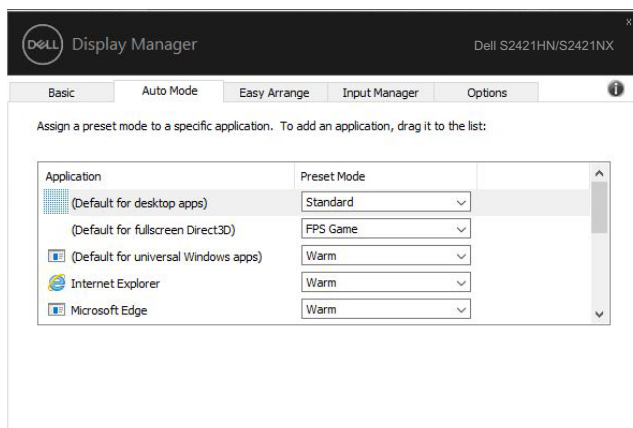 DELL Display Manager Dell S2421HN/S2421NX
Basic Auto Mode Easy Arrange Input Manager Options
Assign a preset mode to a specific application. To add an application, drag it to the list:
Application Preset Mode
(Default for desktop apps) Standard
(Default for fullscreen Direct3D) FPS Game
(Default for universal Windows apps) Warm
Internet Explorer Warm
Microsoft Edge Warm